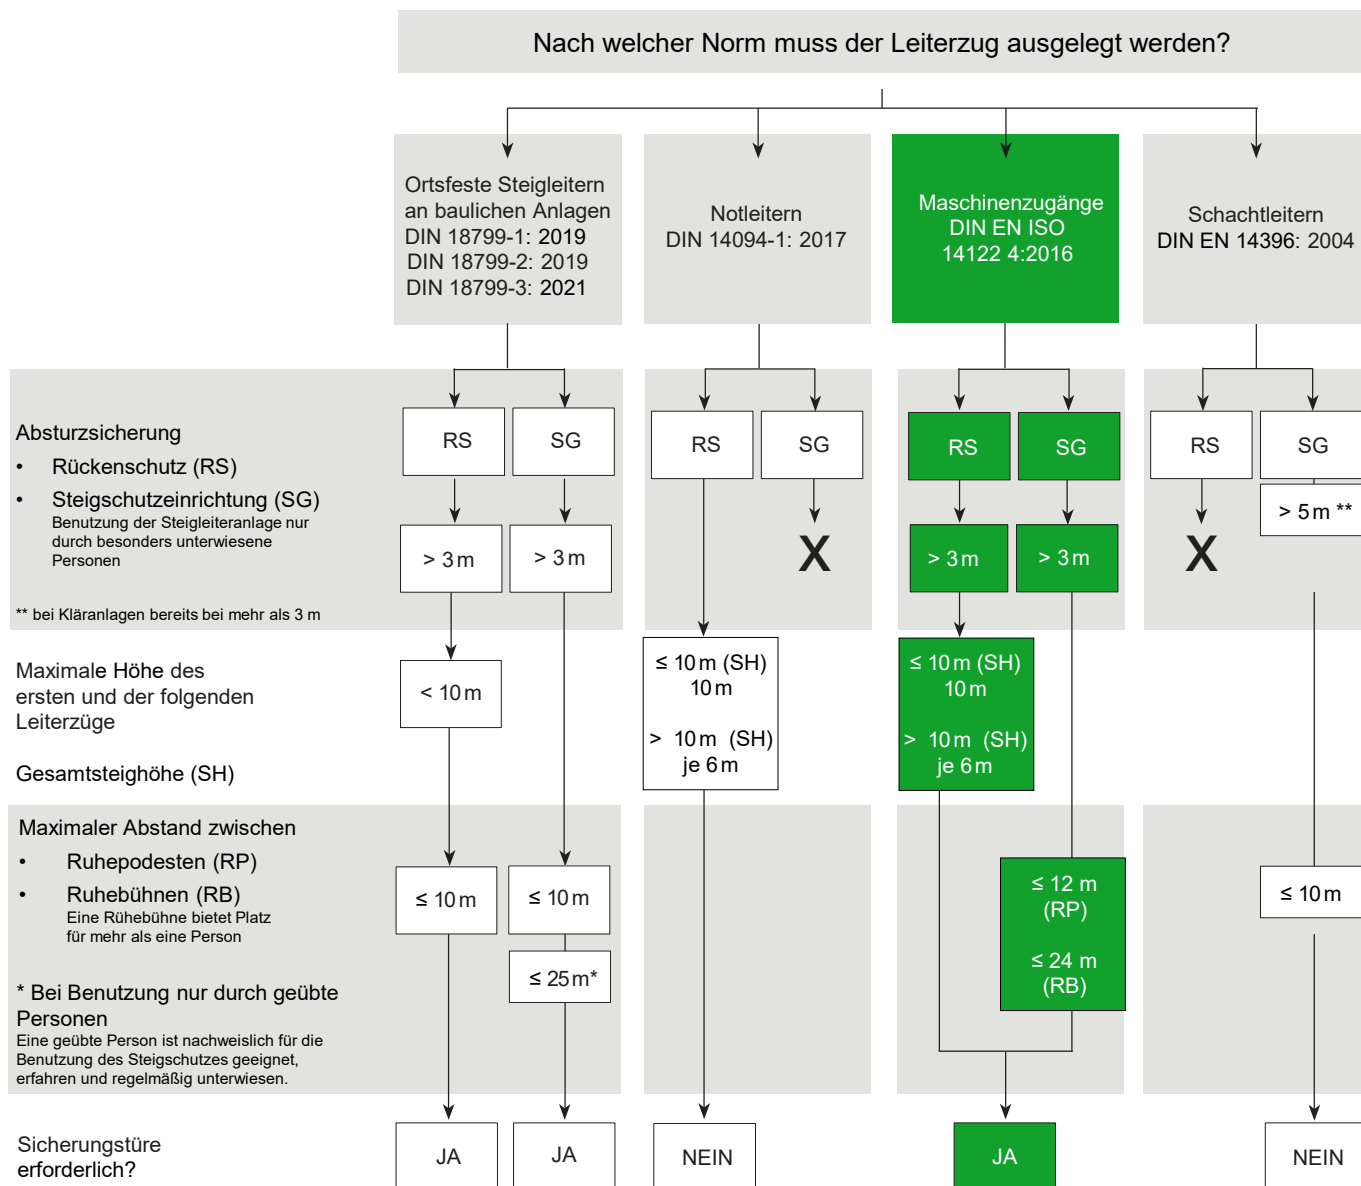 Nach welcher Norm muss der Leiterzug ausgelegt werden?
Ortsfeste Steigleitern
an baulichen Anlagen
DIN 18799-1: 2019
DIN 18799-2: 2019
DIN 18799-3: 2021
Notleitern
DIN 14094-1: 2017
Maschinenzugänge
DIN EN ISO
14122 4:2016
Schachtleitern
DIN EN 14396: 2004
Absturzsicherung
• Rückenschutz (RS)
• Steigschutzeinrichtung (SG)
Benutzung der Steigleiteranlage nur
durch besonders unterwiesene
Personen
** bei Kläranlagen bereits bei mehr als 3 m
RS
SG
RS
SG
RS
SG
RS
SG
> 3 m
> 3 m
X
> 3 m
> 3 m
X
> 5 m **
Maximale Höhe des
ersten und der folgenden
Leiterzüge
Gesamtsteighöhe (SH)
< 10 m
≤ 10 m (SH)
10 m
> 10 m (SH)
je 6 m
≤ 10 m (SH)
10 m
> 10 m (SH)
je 6 m
Maximaler Abstand zwischen
• Ruhepodesten (RP)
• Ruhebühnen (RB)
Eine Rühebühne bietet Platz
für mehr als eine Person
* Bei Benutzung nur durch geübte
Personen
Eine geübte Person ist nachweislich für die
Benutzung des Steigschutzes geeignet,
erfahren und regelmäßig unterwiesen.
≤ 10 m
≤ 10 m
≤ 25 m*
≤ 12 m
(RP)
≤ 24 m
(RB)
≤ 10 m
Sicherungstüre
erforderlich?
JA
JA
NEIN
JA
NEIN